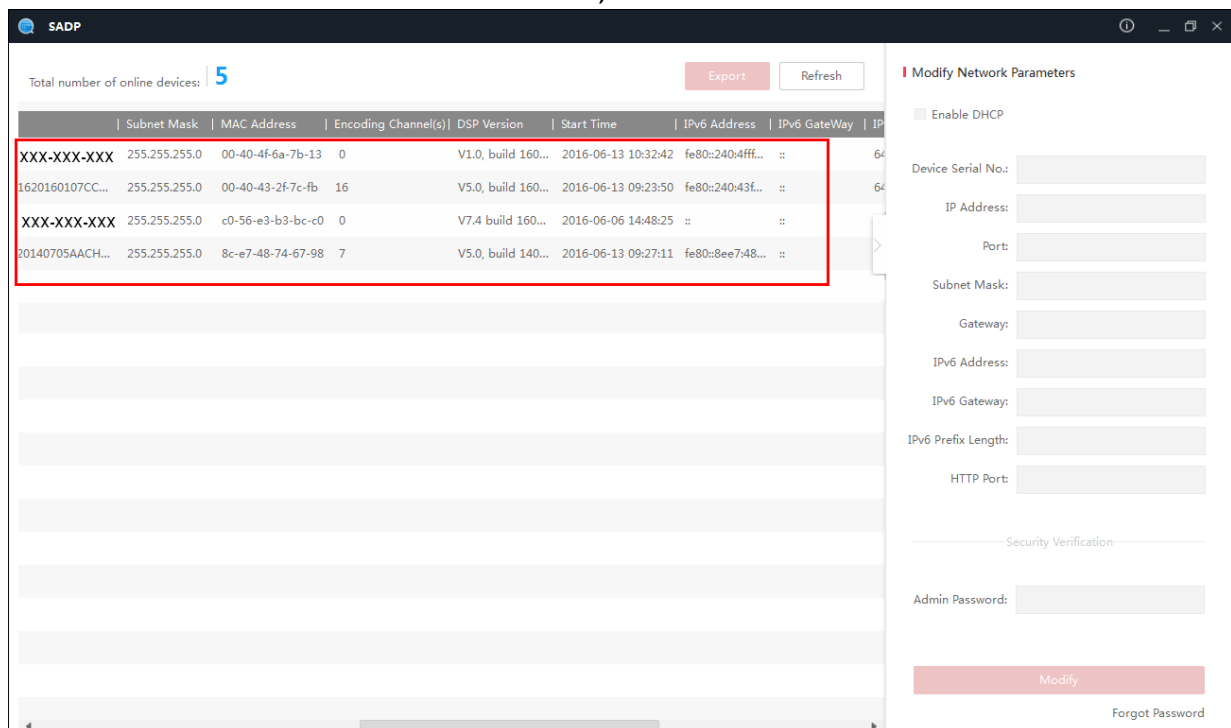 SADP
Total number of online devices: 5
Export
Refresh
| Subnet Mask | MAC Address | Encoding Channel(s) | DSP Version | Start Time | IPv6 Address | IPv6 GateWay | IP
XXX-XXX-XXX 255.255.255.0 00-40-4f-6a-7b-13 0 V1.0, build 160... 2016-06-13 10:32:42 fe80::240:4fff... :: 64
1620160107CC... 255.255.255.0 00-40-43-2f-7c-fb 16 V5.0, build 160... 2016-06-13 09:23:50 fe80::240:43f... :: 64
XXX-XXX-XXX 255.255.255.0 c0-56-e3-b3-bc-c0 0 V7.4 build 160... 2016-06-06 14:48:25 :: ::
20140705AACH... 255.255.255.0 8c-e7-48-74-67-98 7 V5.0, build 140... 2016-06-13 09:27:11 fe80::8ee7:48... ::
Modify Network Parameters
Enable DHCP
Device Serial No.:
IP Address:
Port:
Subnet Mask:
Gateway:
IPv6 Address:
IPv6 Gateway:
IPv6 Prefix Length:
HTTP Port:
Security Verification
Admin Password:
Modify
Forgot Password